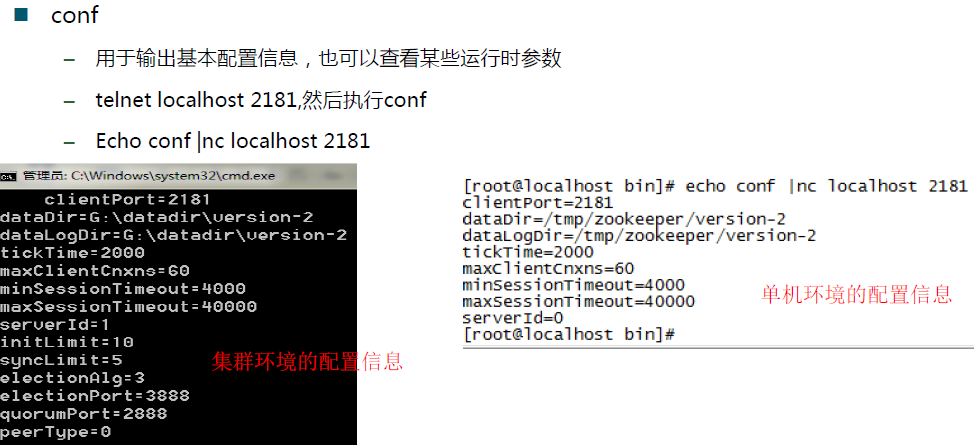 conf
– 用于输出基本配置信息，也可以查看某些运行时参数
– telnet localhost 2181,然后执行conf
– Echo conf |nc localhost 2181
管理员: C:\Windows\system32\cmd.exe
clientPort=2181
dataDir=G:\datadir\version-2
dataLogDir=G:\datadir\version-2
tickTime=2000
maxClientCnxns=60
minSessionTimeout=4000
maxSessionTimeout=40000
serverId=1
initLimit=10
syncLimit=5
electionAlg=3
electionPort=3888
quorumPort=2888
peerType=0
集群环境的配置信息
[root@localhost bin]# echo conf |nc localhost 2181
clientPort=2181
dataDir=/tmp/zookeeper/version-2
dataLogDir=/tmp/zookeeper/version-2
tickTime=2000
maxClientCnxns=60
minSessionTimeout=4000
maxSessionTimeout=40000
serverId=0
[root@localhost bin]#
单机环境的配置信息